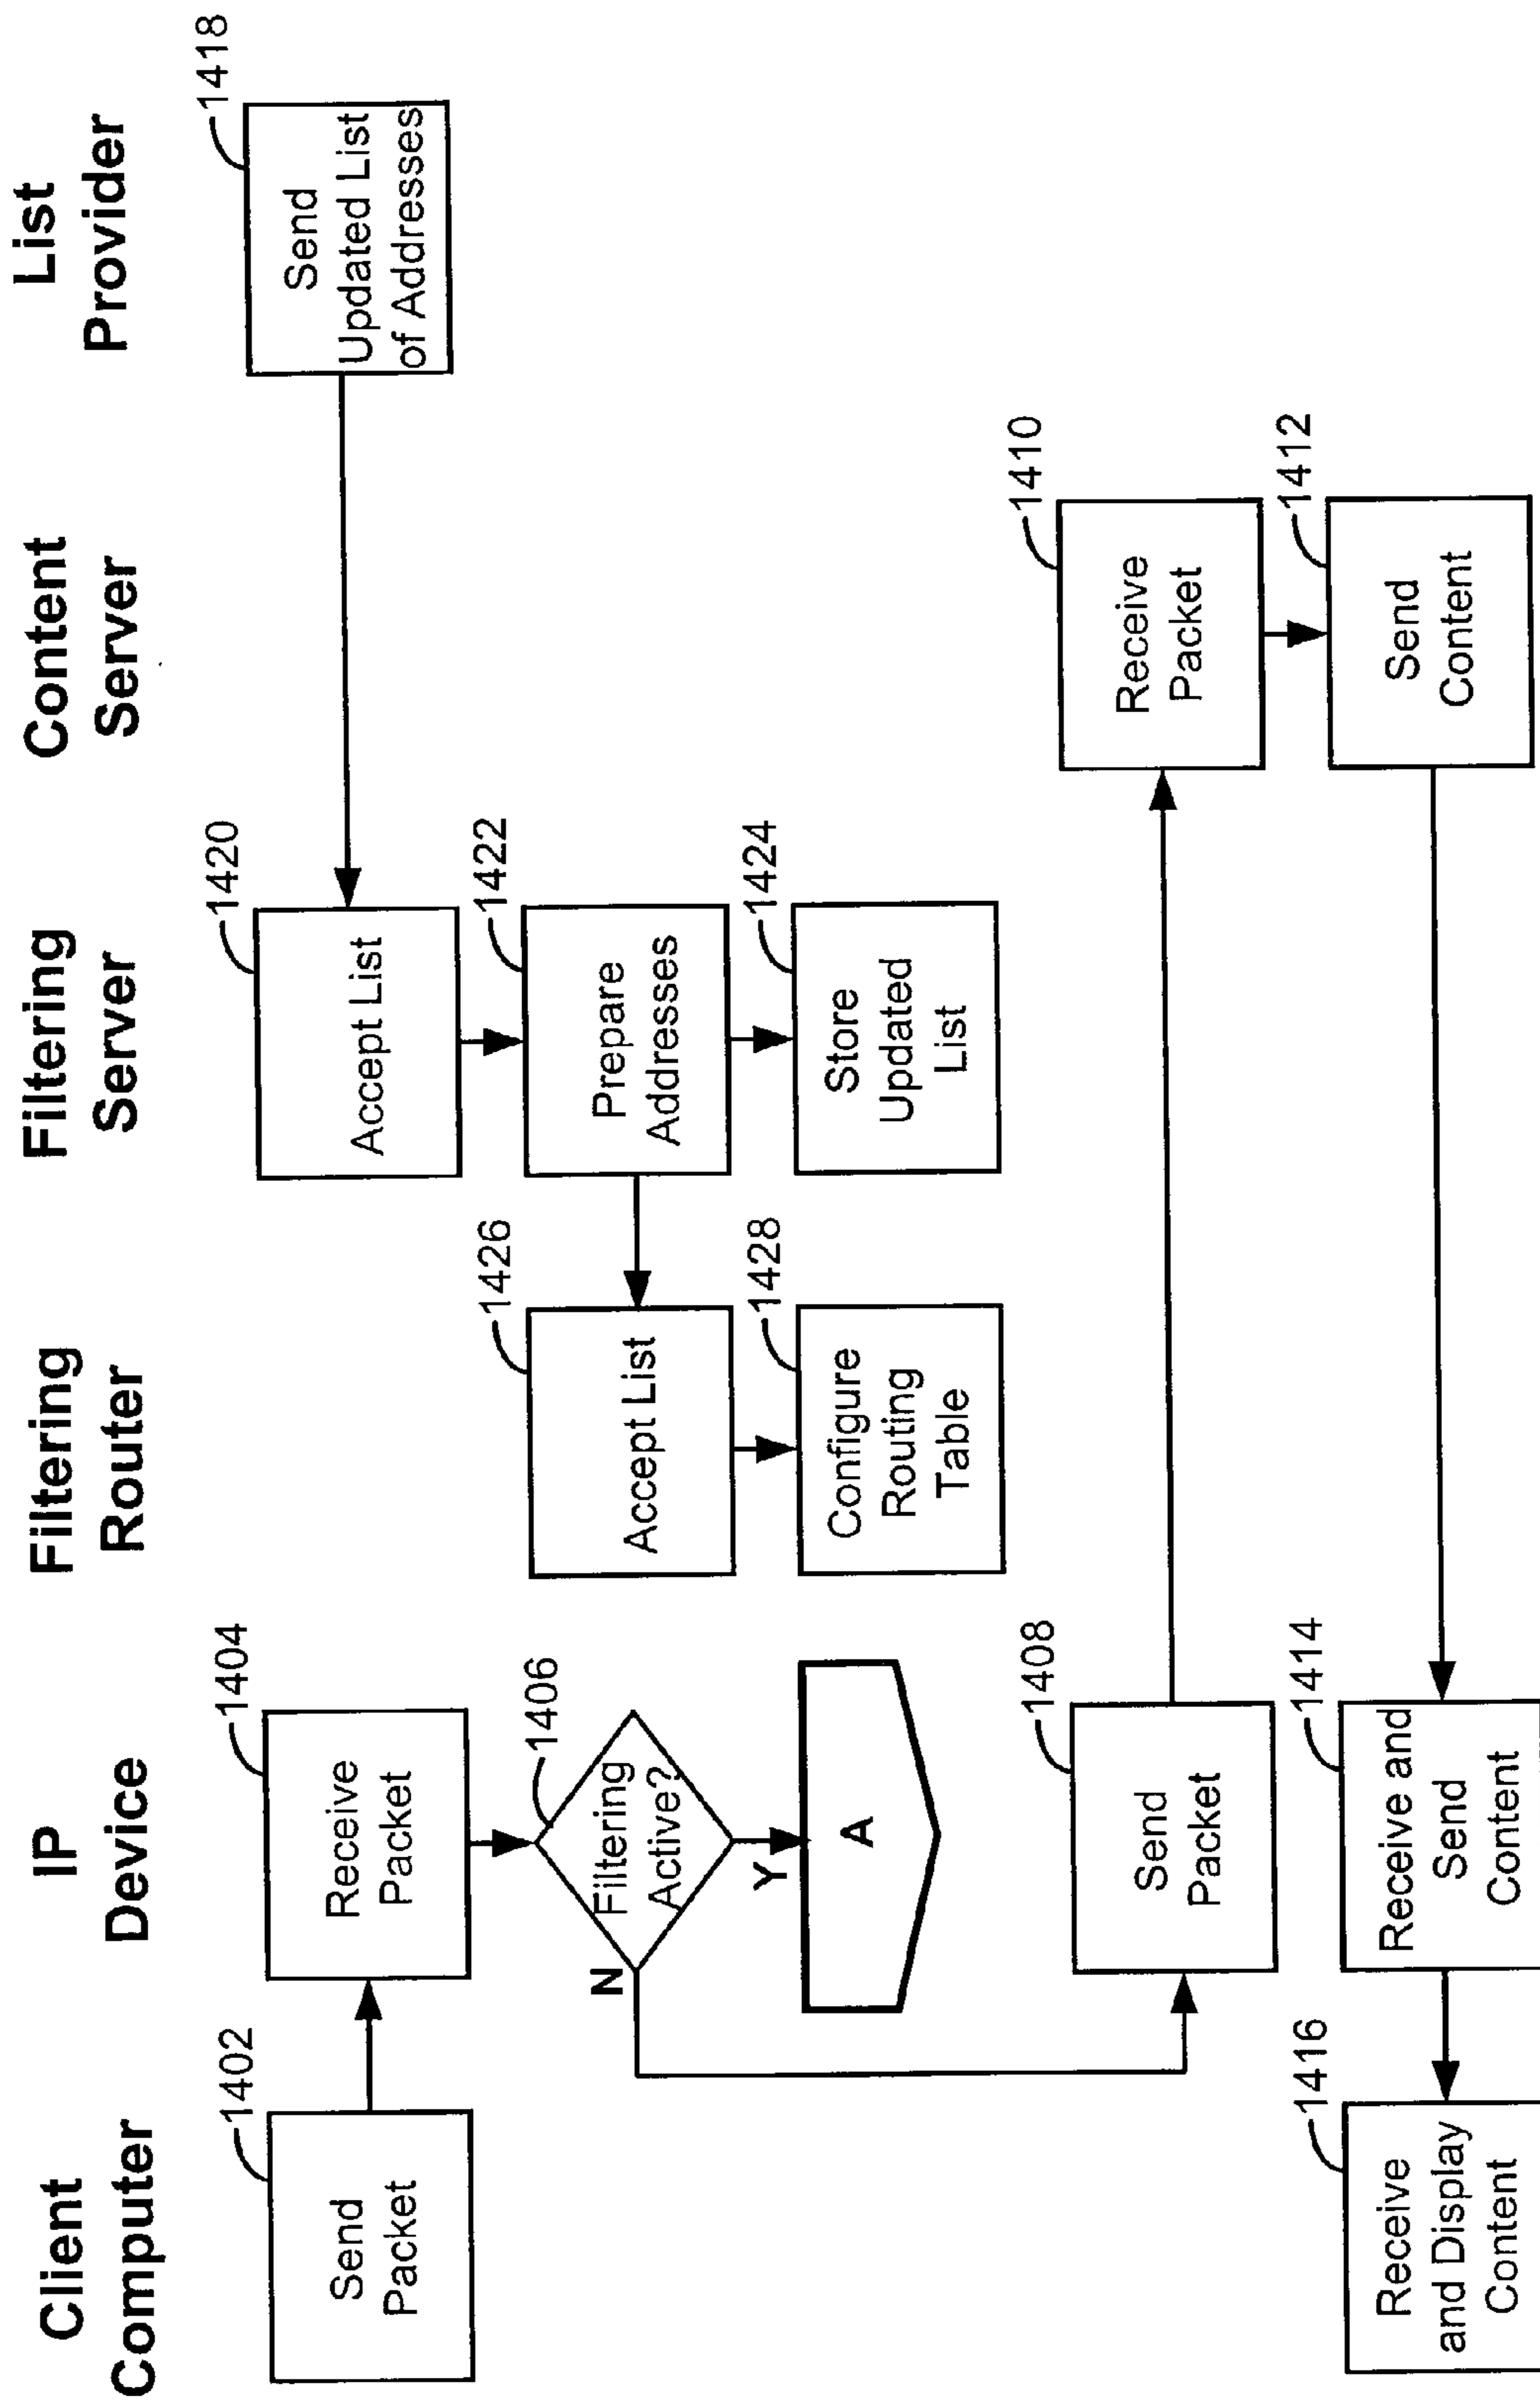 Client
Computer
IP
Device
Filtering
Router
Filtering
Server
Content
Server
List
Provider
1402
Send
Packet
1404
Receive
Packet
1406
Filtering
Active?
N
Y
A
1420
Accept List
1418
Send
Updated List
of Addresses
1422
Prepare
Addresses
1424
Store
Updated
List
1426
Accept List
1428
Configure
Routing
Table
1408
Send
Packet
1410
Receive
Packet
1412
Send
Content
1414
Receive and
Send
Content
1416
Receive
and Display
Content